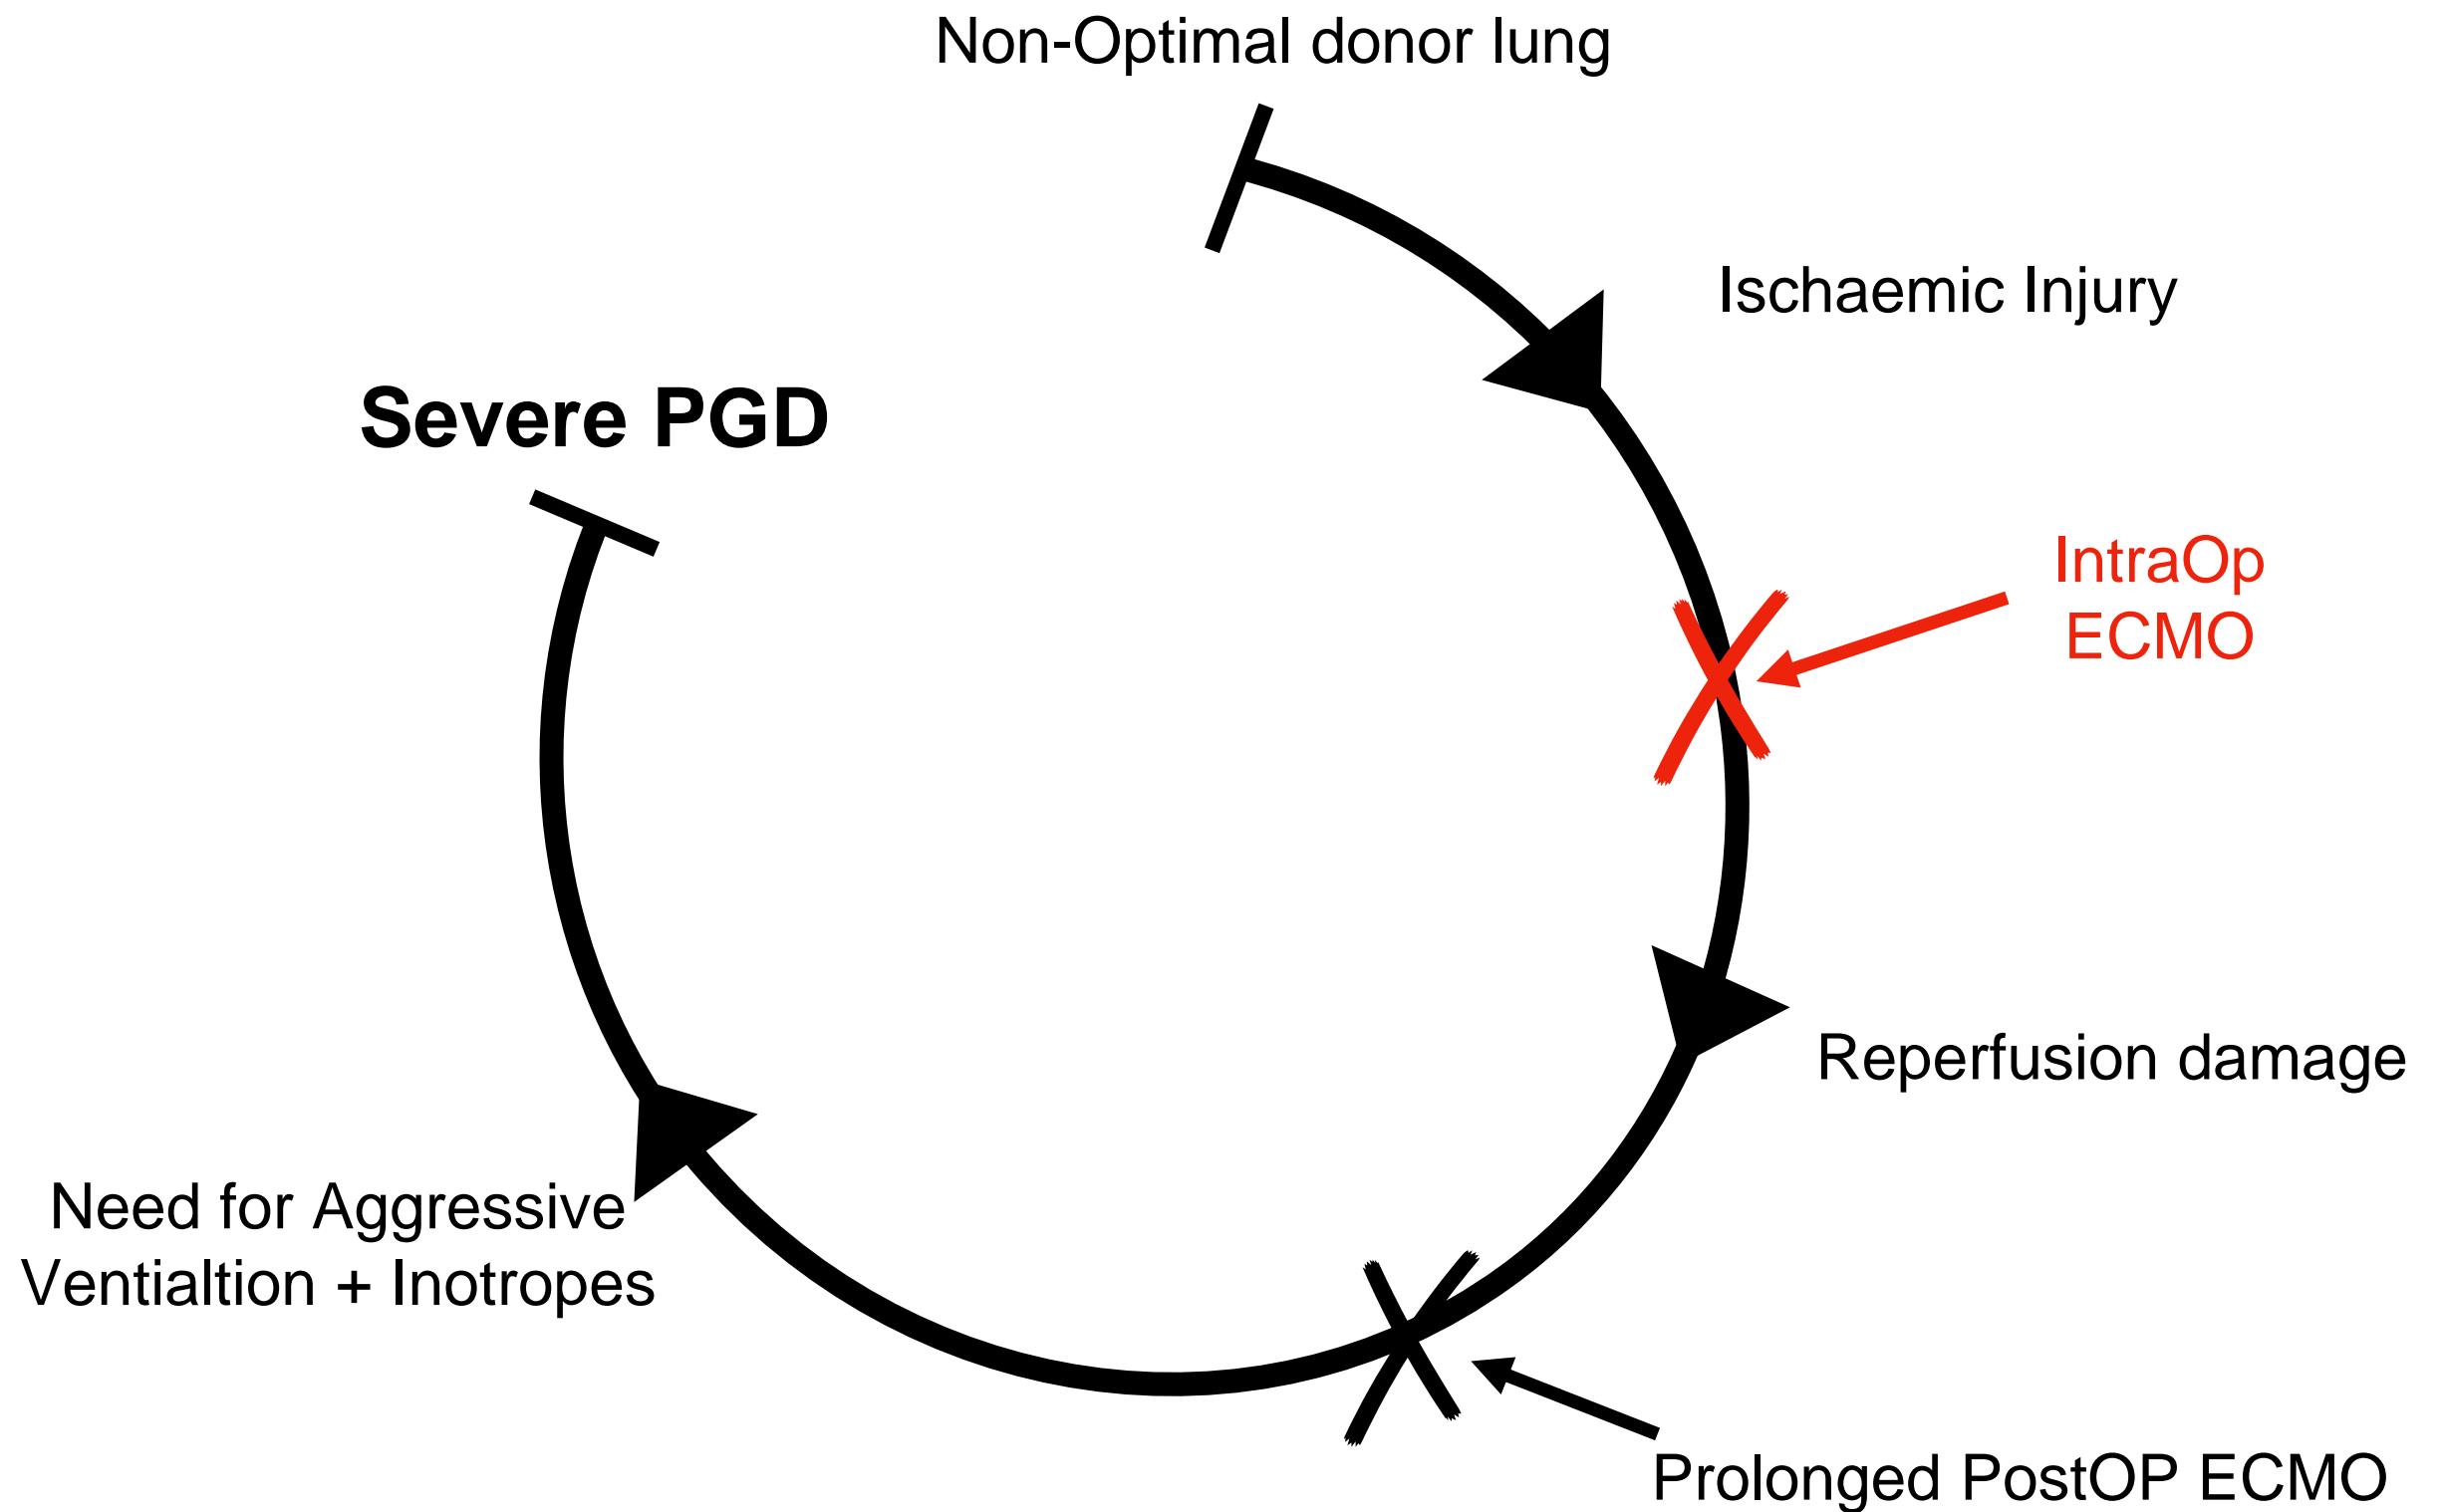 Non-Optimal donor lung
Ischaemic Injury
Severe PGD
IntraOp
ECMO
Reperfusion damage
Need for Aggressive
Ventialtion + Inotropes
Prolonged PostOP ECMO